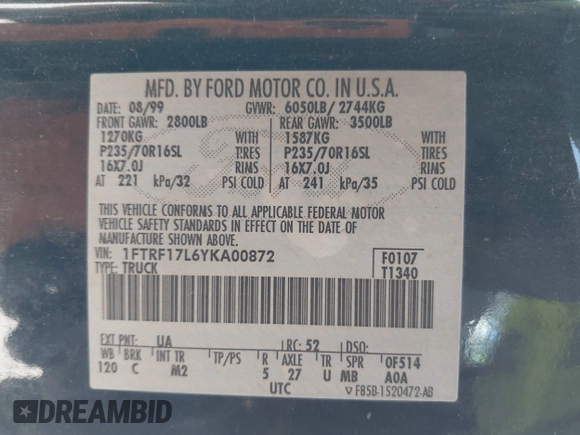 MFD. BY FORD MOTOR CO. IN U.S.A.
DATE: 08/99 GVWR: 6050LB/ 2744KG
FRONT GAWR: 2800LB REAR GAWR: 3500LB
1270KG WITH 1587KG WITH
P235/70R16SL TIRES P235/70R16SL TIRES
16X7.0J RIMS 16X7.0J RIMS
AT 221 kPa/32 PSI COLD AT 241 kPa/35 PSI COLD
THIS VEHICLE CONFORMS TO ALL APPLICABLE FEDERAL MOTOR
VEHICLE SAFETY STANDARDS IN EFFECT ON THE DATE OF
MANUFACTURE SHOWN ABOVE.
VIN: 1FTRF17L6YKA00872 F0107
TYPE: TRUCK T1340
EXT PNT: UA RC: 52 DSO:
WB BRK INT TR TP/PS R AXLE TR SPR 0F514
120 C M2 5 27 U MB A0A
UTC ▽ F85B-1520472-AB
DREAMBID DREAMBID